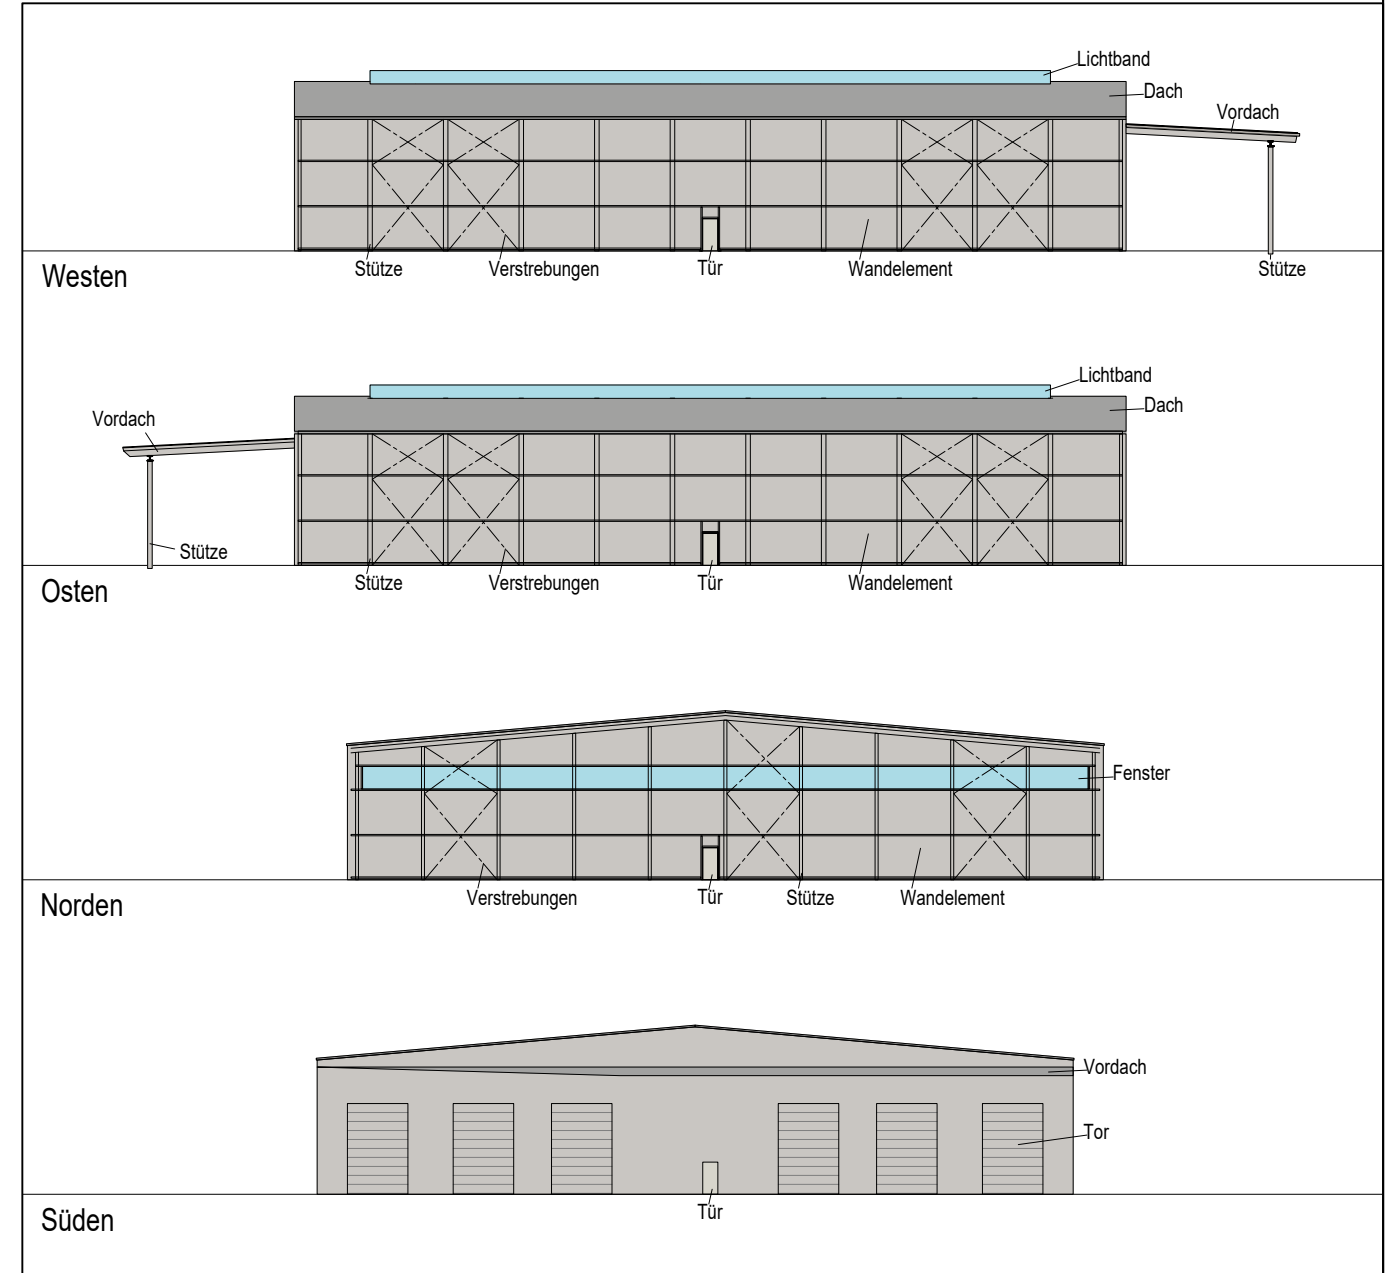 Lichtband
Dach
Vordach
Stütze
Verstrebungen
Tür
Wandelement
Stütze
Westen
Lichtband
Dach
Vordach
Stütze
Stütze
Verstrebungen
Tür
Wandelement
Osten
Fenster
Verstrebungen
Tür
Stütze
Wandelement
Norden
Vordach
Tor
Tür
Süden